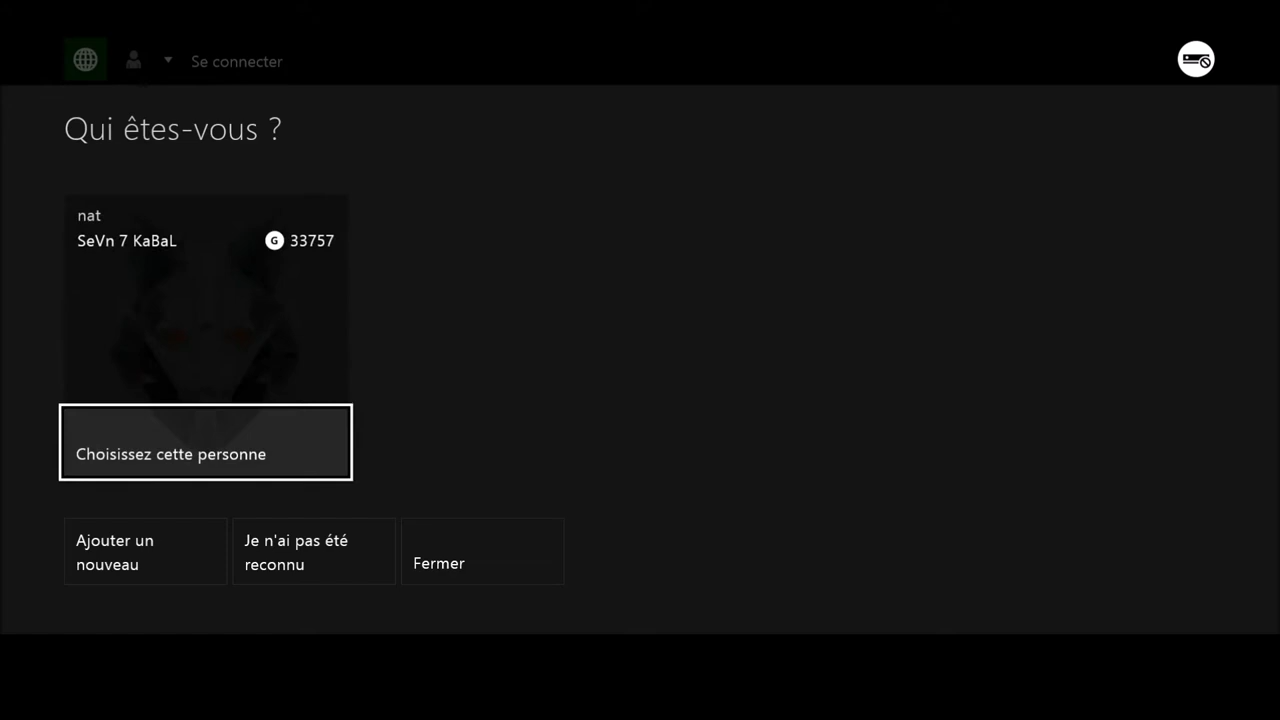 Se connecter
Qui êtes-vous ?
nat
SeVn 7 KaBaL G 33757
Choisissez cette personne
Ajouter un
nouveau
Je n'ai pas été
reconnu
Fermer